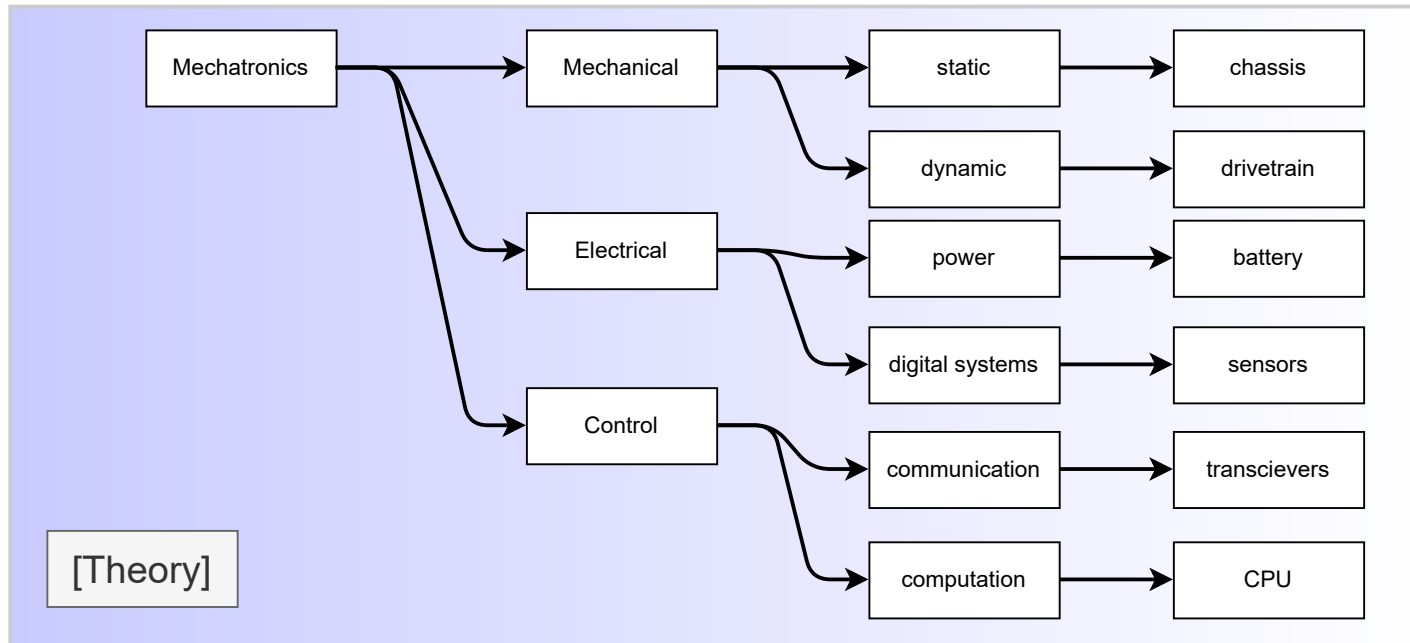 Mechatronics
Mechanical
static
chassis
dynamic
drivetrain
Electrical
power
battery
digital systems
sensors
Control
communication
transcievers
computation
CPU
[Theory]